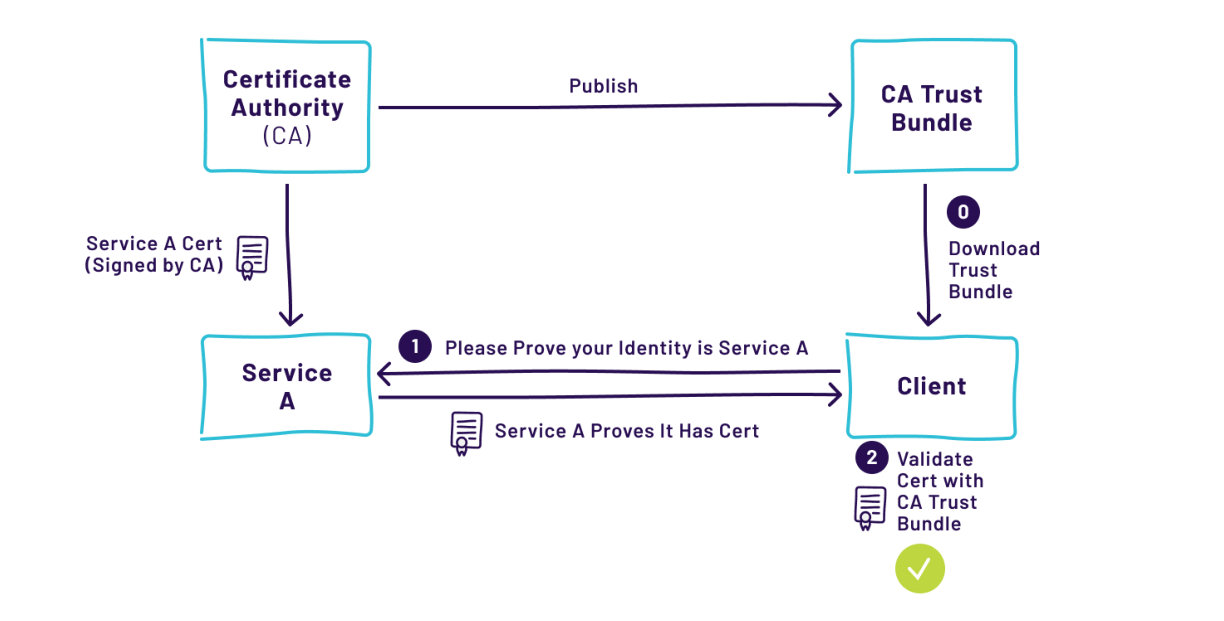 Certificate
Authority
(CA)
Publish
CA Trust
Bundle
Service A Cert
(Signed by CA)
0
Download
Trust
Bundle
1
Please Prove your Identity is Service A
Service
A
Client
Service A Proves It Has Cert
2
Validate
Cert with
CA Trust
Bundle